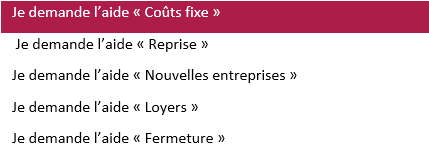 Je demande l’aide « Coûts fixe »
Je demande l’aide « Reprise »
Je demande l’aide « Nouvelles entreprises »
Je demande l’aide « Loyers »
Je demande l’aide « Fermeture »